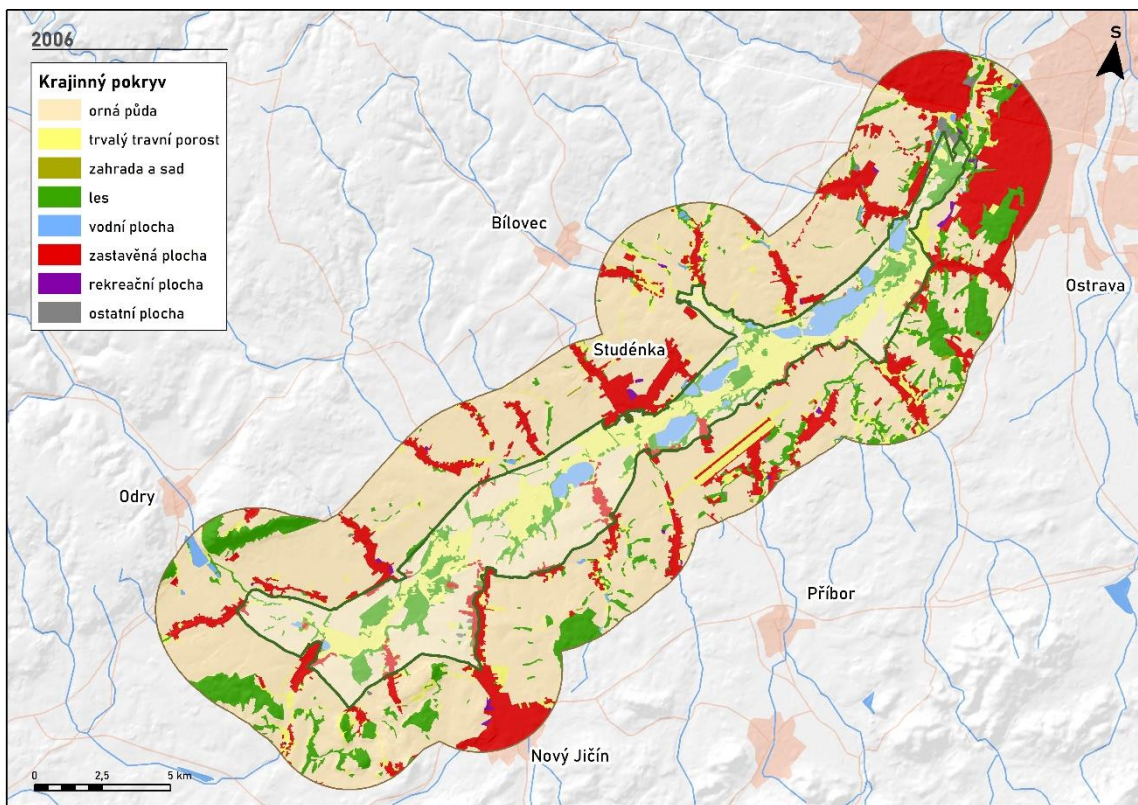 2006
Krajinný pokryv
orná půda
trvalý travní porost
zahrada a sad
les
vodní plocha
zastavěná plocha
rekreační plocha
ostatní plocha
S
Bílovec
Ostrava
Studénka
Odry
Příbor
Nový Jičín
0 2,5 5 km